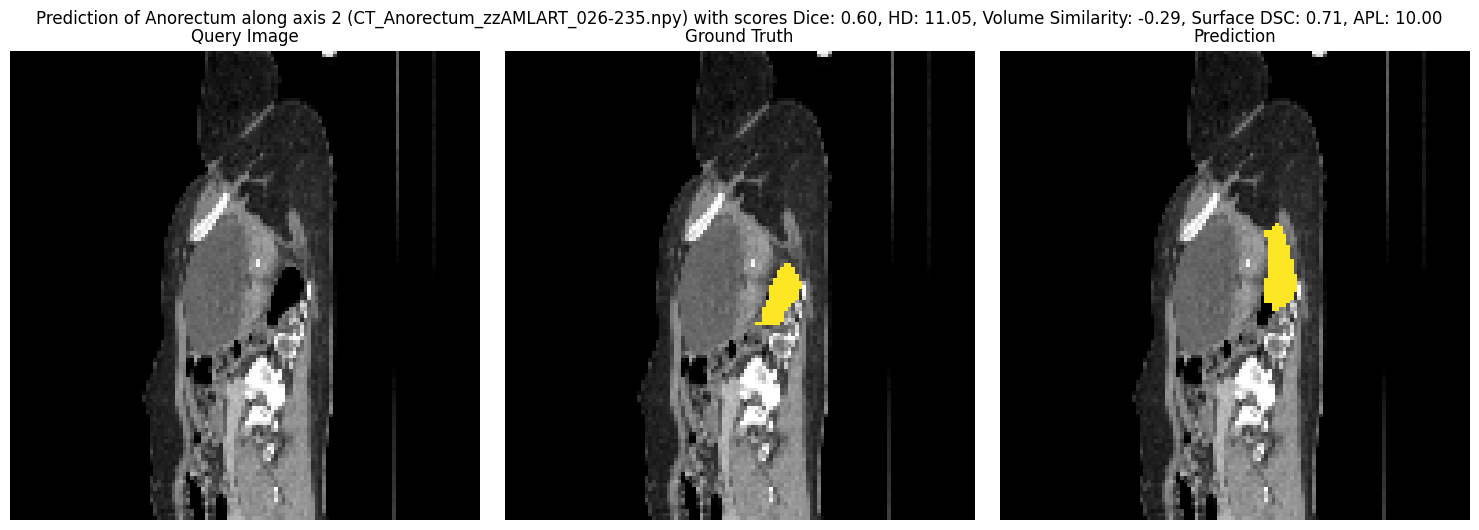 Prediction of Anorectum along axis 2 (CT_Anorectum_zzAMLART_026-235.npy) with scores Dice: 0.60, HD: 11.05, Volume Similarity: -0.29, Surface DSC: 0.71, APL: 10.00
Query Image
Ground Truth
Prediction